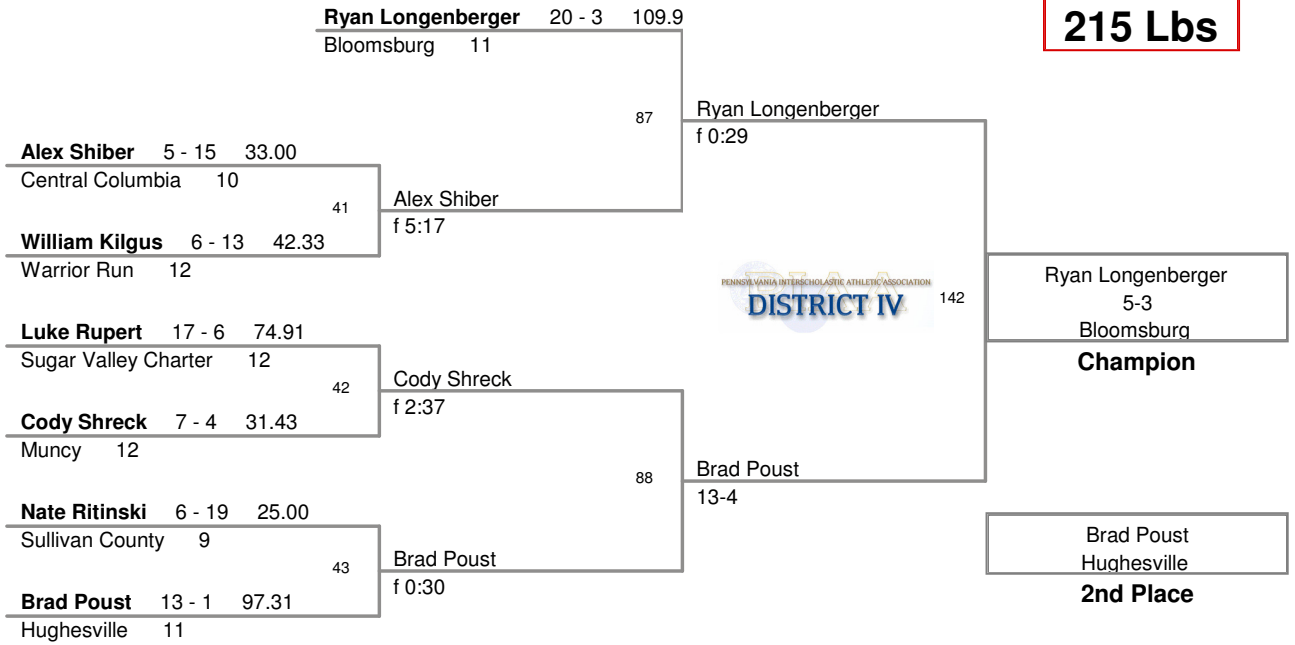 Ryan Longenberger 20 - 3 109.9
Bloomsburg 11
215 Lbs
87
Ryan Longenberger
f 0:29
Alex Shiber 5 - 15 33.00
Central Columbia 10
41
Alex Shiber
f 5:17
William Kilgus 6 - 13 42.33
Warrior Run 12
PIAA
PENNSYLVANIA INTERSCHOLASTIC ATHLETIC ASSOCIATION
DISTRICT IV
142
Ryan Longenberger
5-3
Bloomsburg
Champion
Luke Rupert 17 - 6 74.91
Sugar Valley Charter 12
42
Cody Shreck
f 2:37
Cody Shreck 7 - 4 31.43
Muncy 12
88
Brad Poust
13-4
Nate Ritinski 6 - 19 25.00
Sullivan County 9
43
Brad Poust
f 0:30
Brad Poust 13 - 1 97.31
Hughesville 11
Brad Poust
Hughesville
2nd Place